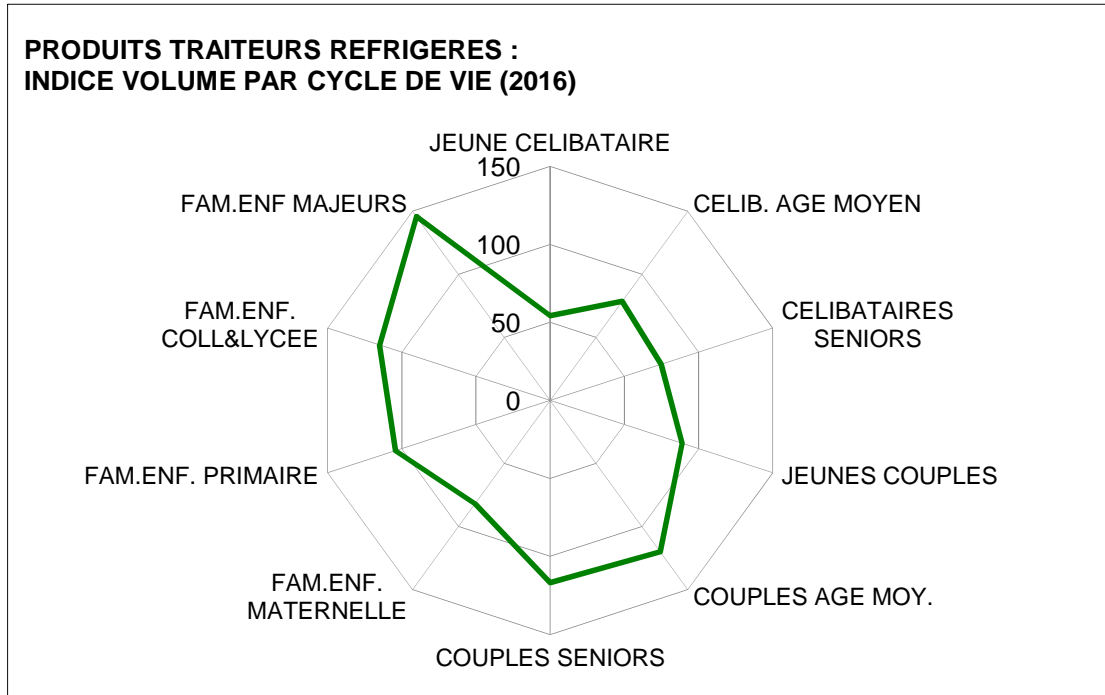 PRODUITS TRAITEURS REFRIGERES :
INDICE VOLUME PAR CYCLE DE VIE (2016)
JEUNE CELIBATAIRE
150
FAM.ENF MAJEURS
CELIB. AGE MOYEN
100
FAM.ENF.
COLL&LYCEE
CELIBATAIRES
SENIORS
50
0
FAM.ENF. PRIMAIRE
JEUNES COUPLES
FAM.ENF.
MATERNELLE
COUPLES AGE MOY.
COUPLES SENIORS